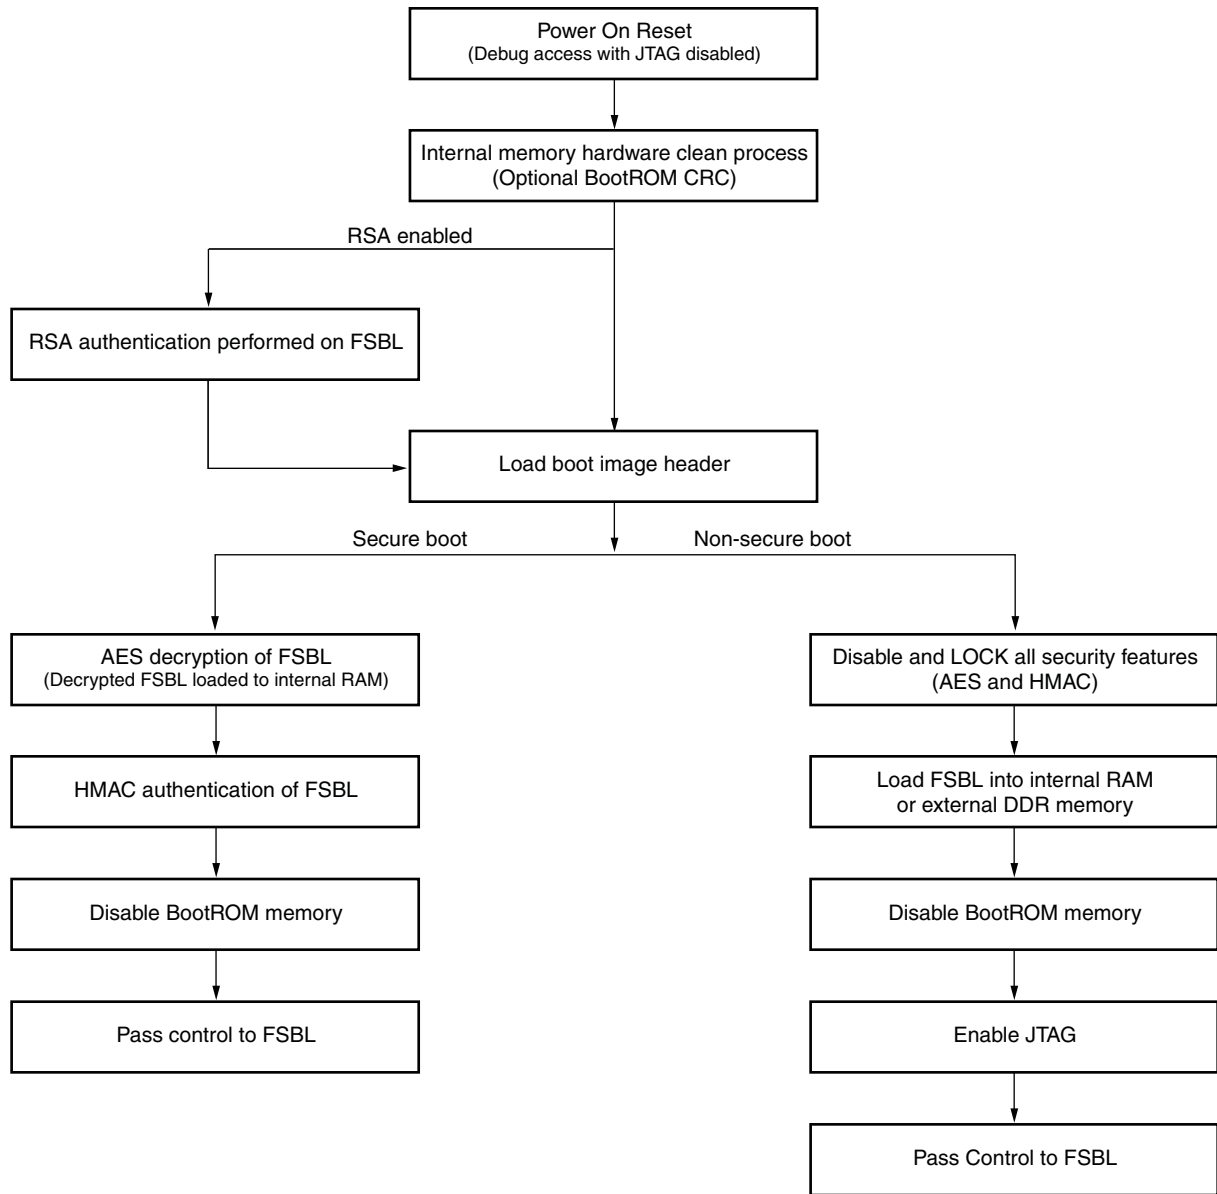 Power On Reset
(Debug access with JTAG disabled)
Internal memory hardware clean process
(Optional BootROM CRC)
RSA enabled
RSA authentication performed on FSBL
Load boot image header
Secure boot
Non-secure boot
AES decryption of FSBL
(Decrypted FSBL loaded to internal RAM)
Disable and LOCK all security features
(AES and HMAC)
HMAC authentication of FSBL
Load FSBL into internal RAM
or external DDR memory
Disable BootROM memory
Disable BootROM memory
Pass control to FSBL
Enable JTAG
Pass Control to FSBL